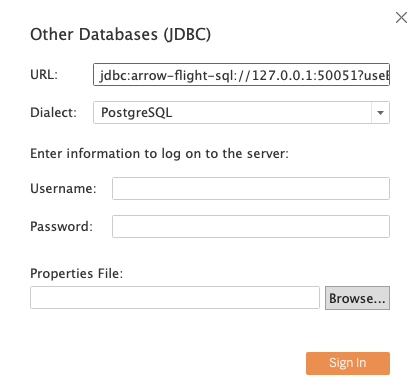 Other Databases (JDBC)
URL: jdbc:arrow-flight-sql://127.0.0.1:50051?useE
Dialect: PostgreSQL
Enter information to log on to the server:
Username:
Password:
Properties File:
Browse...
Sign In